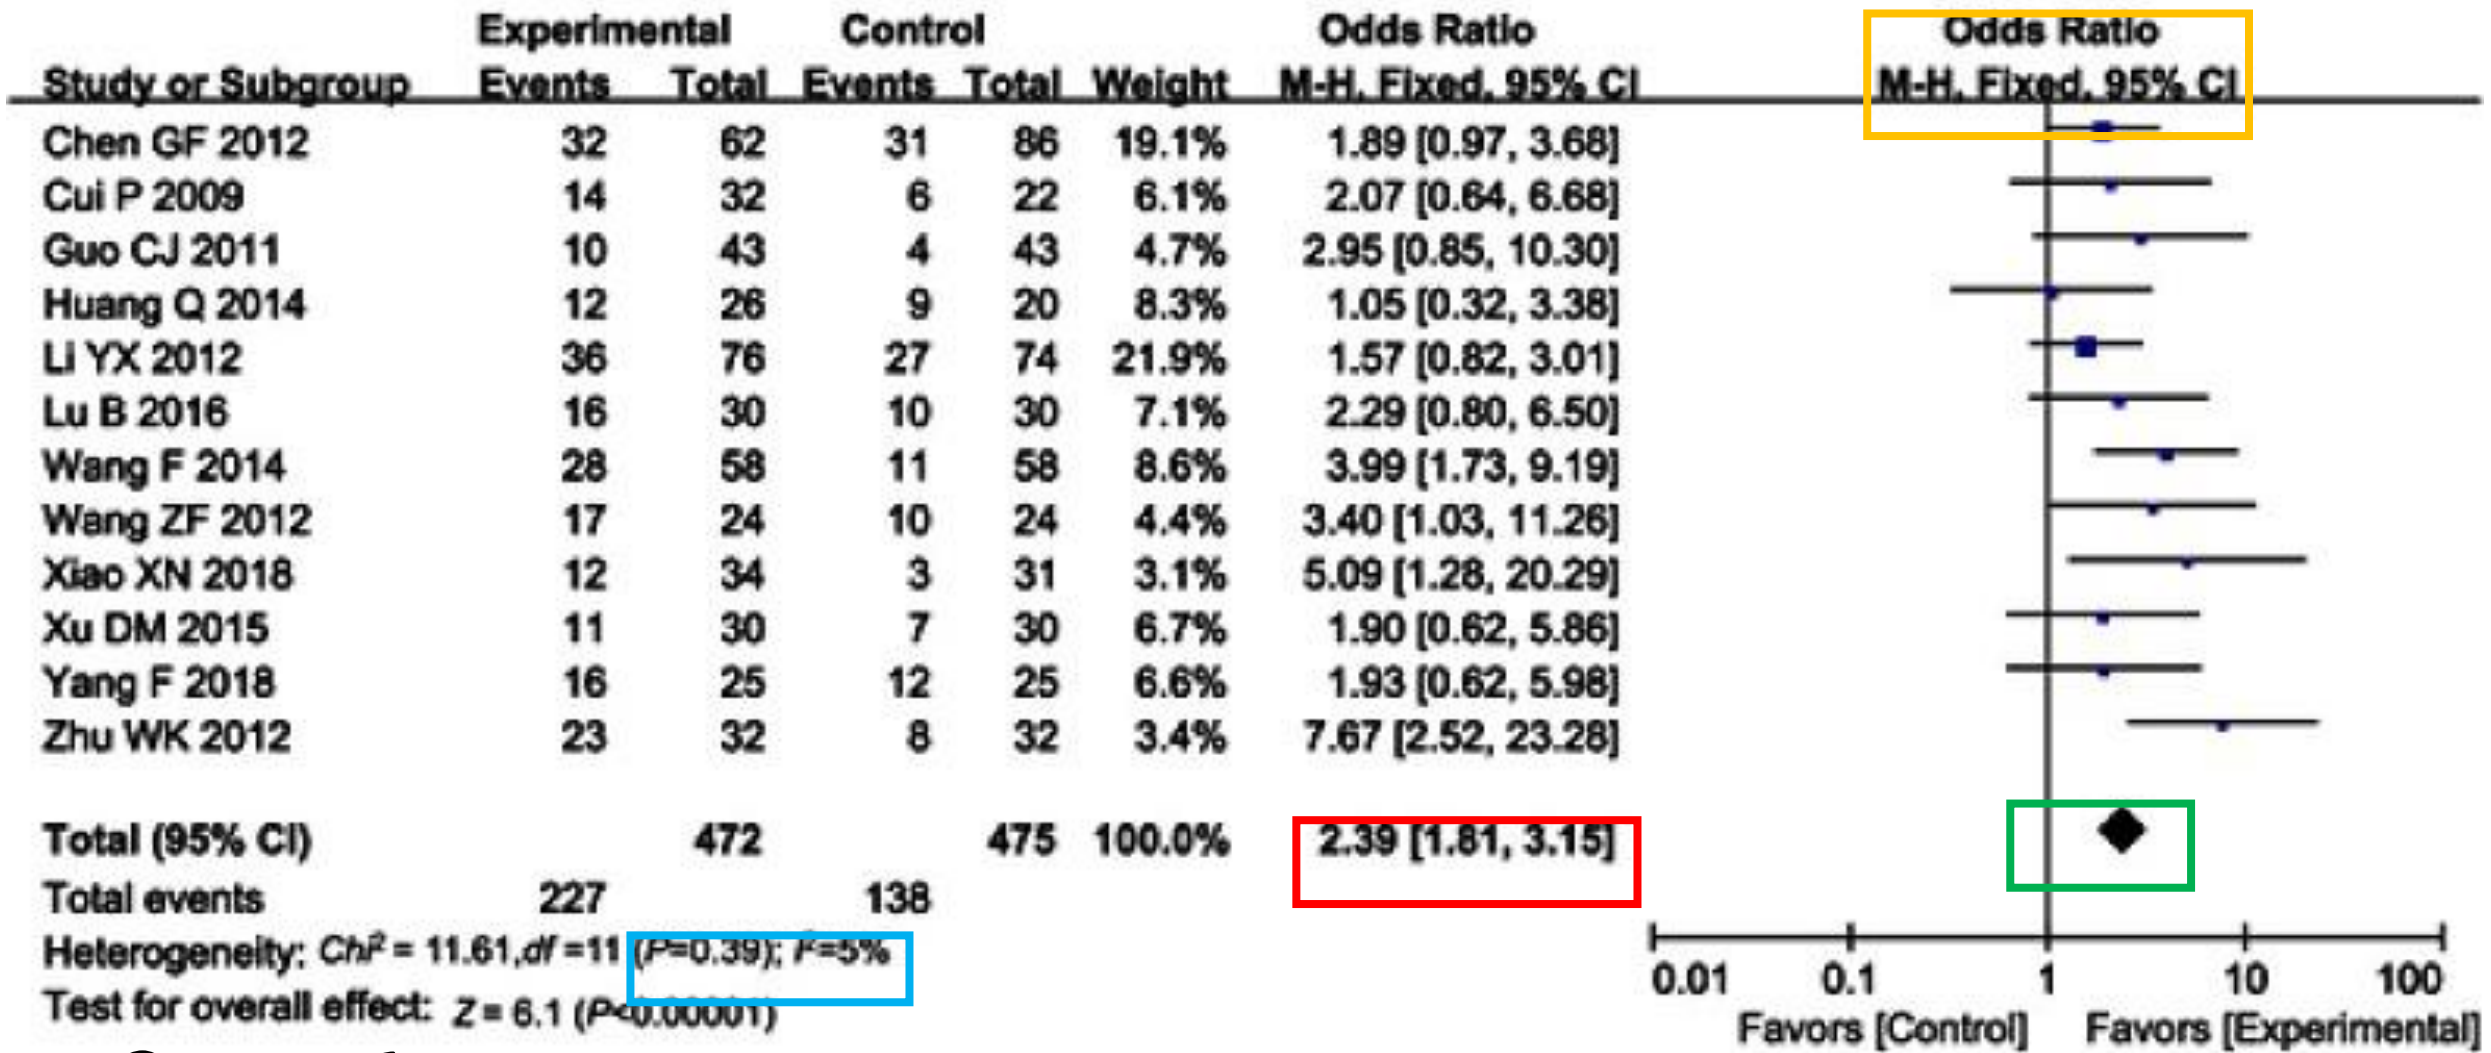 Experimental Control Odds Ratio Odds Ratio
Study or Subgroup Events Total Events Total Weight M-H, Fixed, 95% CI M-H, Fixed, 95% CI
Chen GF 2012 32 62 31 86 19.1% 1.89 [0.97, 3.68]
Cui P 2009 14 32 6 22 6.1% 2.07 [0.64, 6.68]
Guo CJ 2011 10 43 4 43 4.7% 2.95 [0.85, 10.30]
Huang Q 2014 12 26 9 20 8.3% 1.05 [0.32, 3.38]
Li YX 2012 36 76 27 74 21.9% 1.57 [0.82, 3.01]
Lu B 2016 16 30 10 30 7.1% 2.29 [0.80, 6.50]
Wang F 2014 28 58 11 58 8.6% 3.99 [1.73, 9.19]
Wang ZF 2012 17 24 10 24 4.4% 3.40 [1.03, 11.26]
Xiao XN 2018 12 34 3 31 3.1% 5.09 [1.28, 20.29]
Xu DM 2015 11 30 7 30 6.7% 1.90 [0.62, 5.86]
Yang F 2018 16 25 12 25 6.6% 1.93 [0.62, 5.98]
Zhu WK 2012 23 32 8 32 3.4% 7.67 [2.52, 23.28]
Total (95% CI) 472 475 100.0% 2.39 [1.81, 3.15]
Total events 227 138
Heterogeneity: Chi² = 11.61, df =11 (P=0.39); I²=5%
Test for overall effect: Z = 6.1 (P<0.00001)
0.01 0.1 1 10 100
Favors [Control] Favors [Experimental]